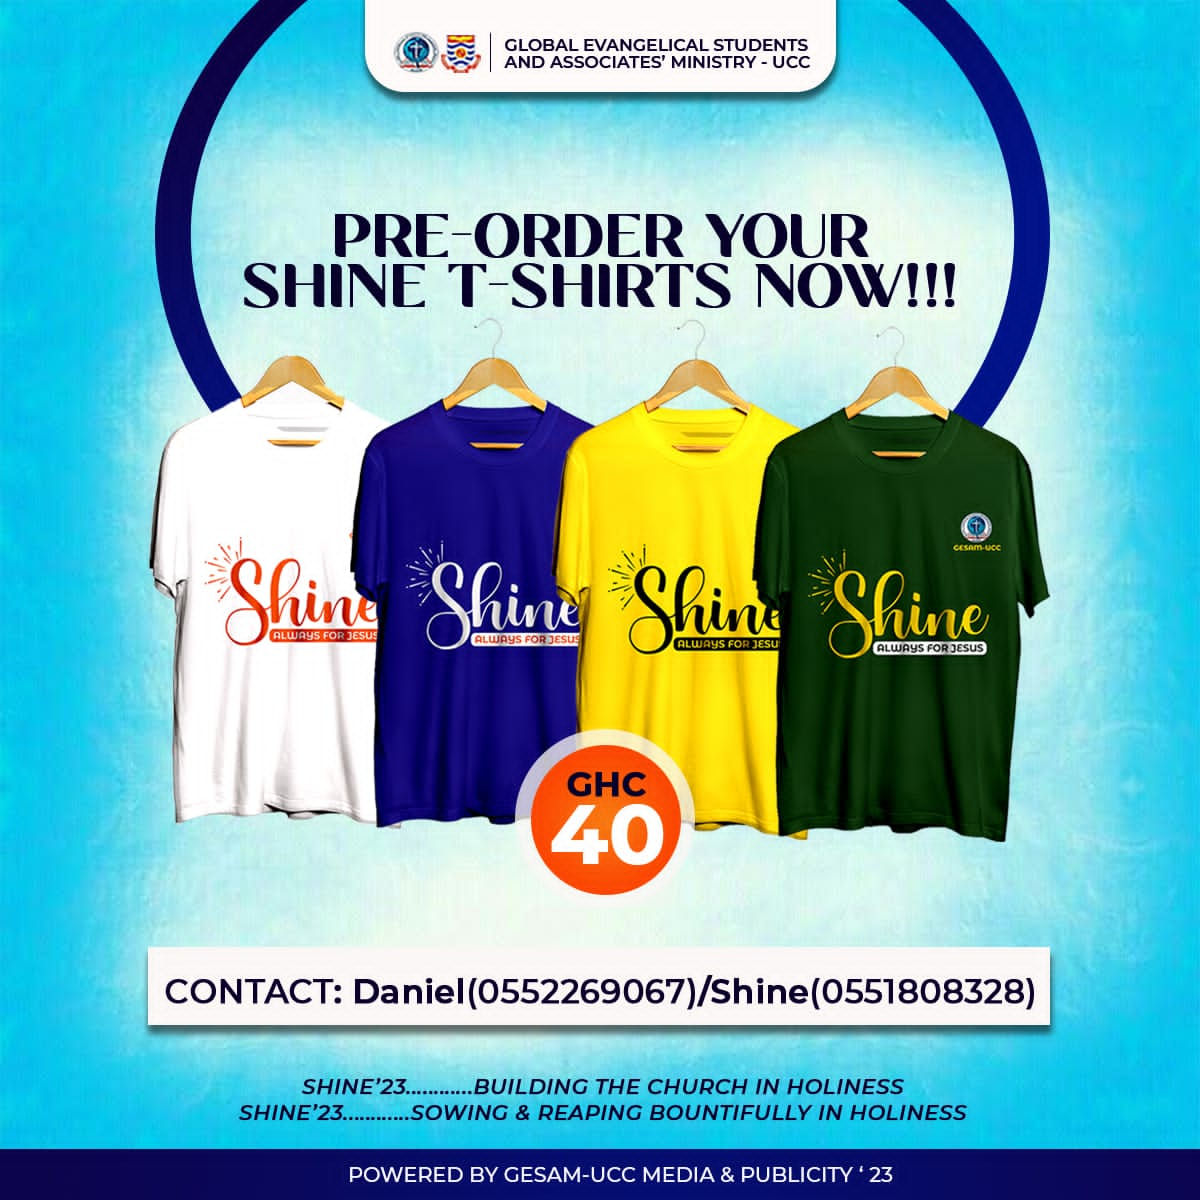 GLOBAL EVANGELICAL STUDENTS
AND ASSOCIATES' MINISTRY - UCC
PRE-ORDER YOUR
SHINE T-SHIRTS NOW!!!
Shine
ALWAYS FOR JESUS
Shine
ALWAYS FOR JESUS
Shine
ALWAYS FOR JESU
GESAM-UCC
Shine
ALWAYS FOR JESUS
GHC
40
CONTACT: Daniel(0552269067)/Shine(0551808328)
SHINE'23............BUILDING THE CHURCH IN HOLINESS
SHINE'23............SOWING & REAPING BOUNTIFULLY IN HOLINESS
POWERED BY GESAM-UCC MEDIA & PUBLICITY ‘ 23